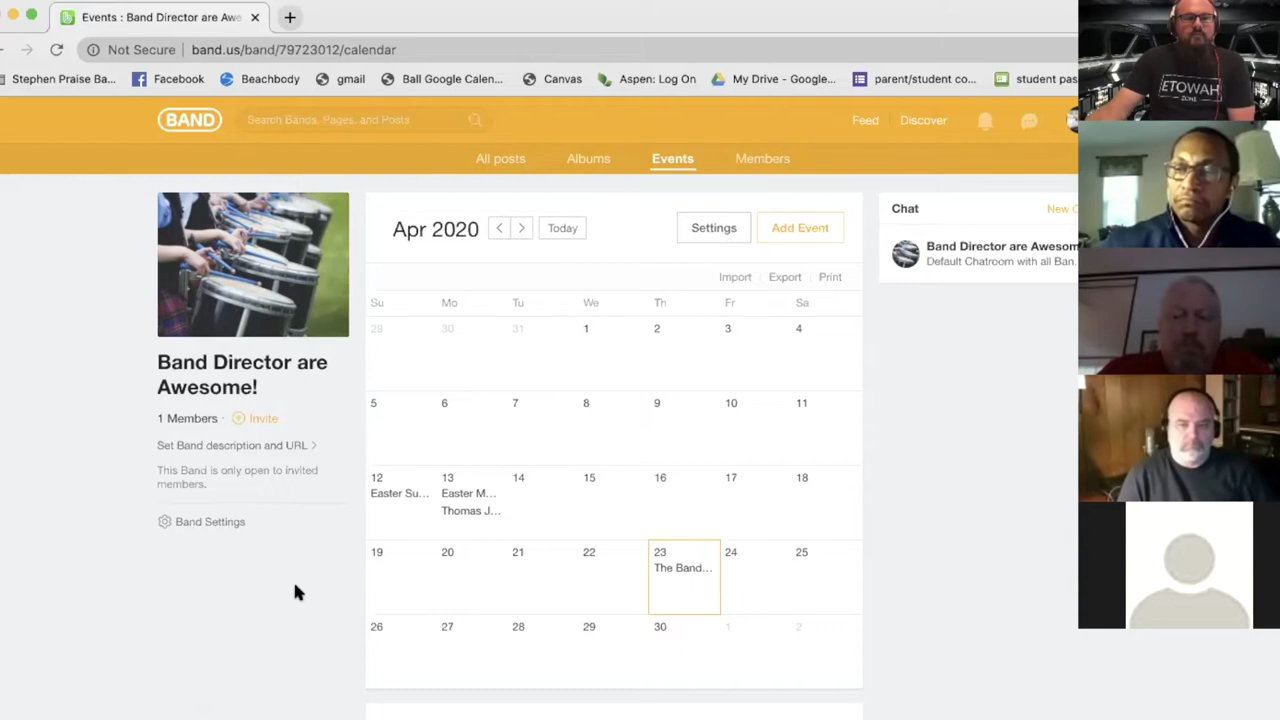 Events : Band Director are Awe
Not Secure | band.us/band/79723012/calendar
Stephen Praise Ba... Facebook Beachbody gmail Ball Google Calen... Canvas Aspen: Log On My Drive - Google... parent/student co... student pas
BAND Search Bands, Pages, and Posts Feed Discover
All posts Albums Events Members
ETOWAH
ZONE
Apr 2020 < > Today Settings Add Event
Import Export Print
Su Mo Tu We Th Fr Sa
29 30 31 1 2 3 4
5 6 7 8 9 10 11
12 13 14 15 16 17 18
Easter Su... Easter M...
Thomas J...
19 20 21 22 23 24 25
The Band...
26 27 28 29 30 1 2
Band Director are
Awesome!
1 Members · Invite
Set Band description and URL >
This Band is only open to invited
members.
Band Settings
Chat New C
Band Director are Awesom
Default Chatroom with all Ban.